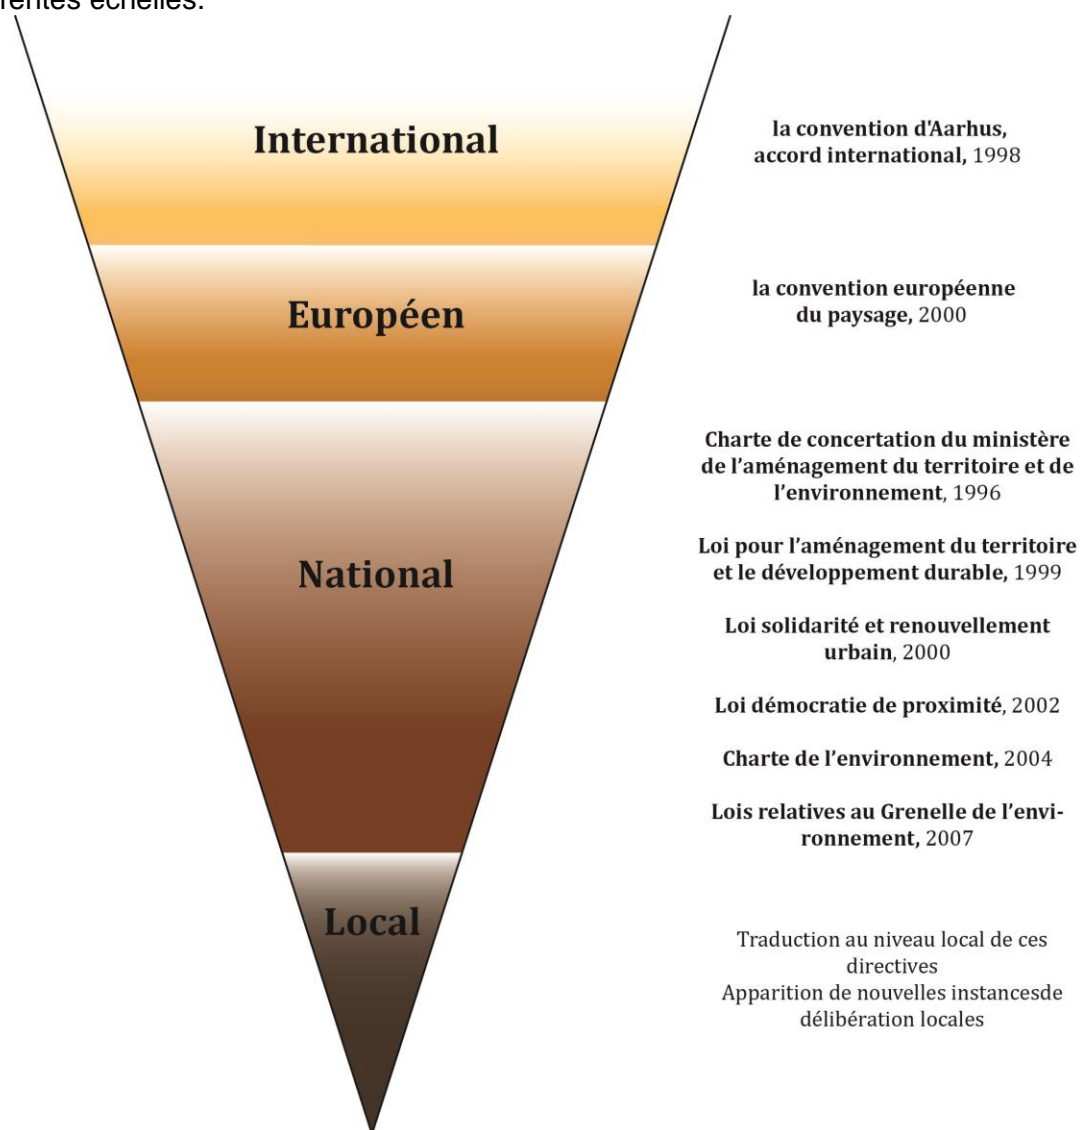 rentes échelles.
International
la convention d'Aarhus,
accord international, 1998
Européen
la convention européenne
du paysage, 2000
National
Charte de concertation du ministère
de l’aménagement du territoire et de
l’environnement, 1996
Loi pour l’aménagement du territoire
et le développement durable, 1999
Loi solidarité et renouvellement
urbain, 2000
Loi démocratie de proximité, 2002
Charte de l’environnement, 2004
Lois relatives au Grenelle de l’envi-
ronnement, 2007
Local
Traduction au niveau local de ces
directives
Apparition de nouvelles instancesde
délibération locales